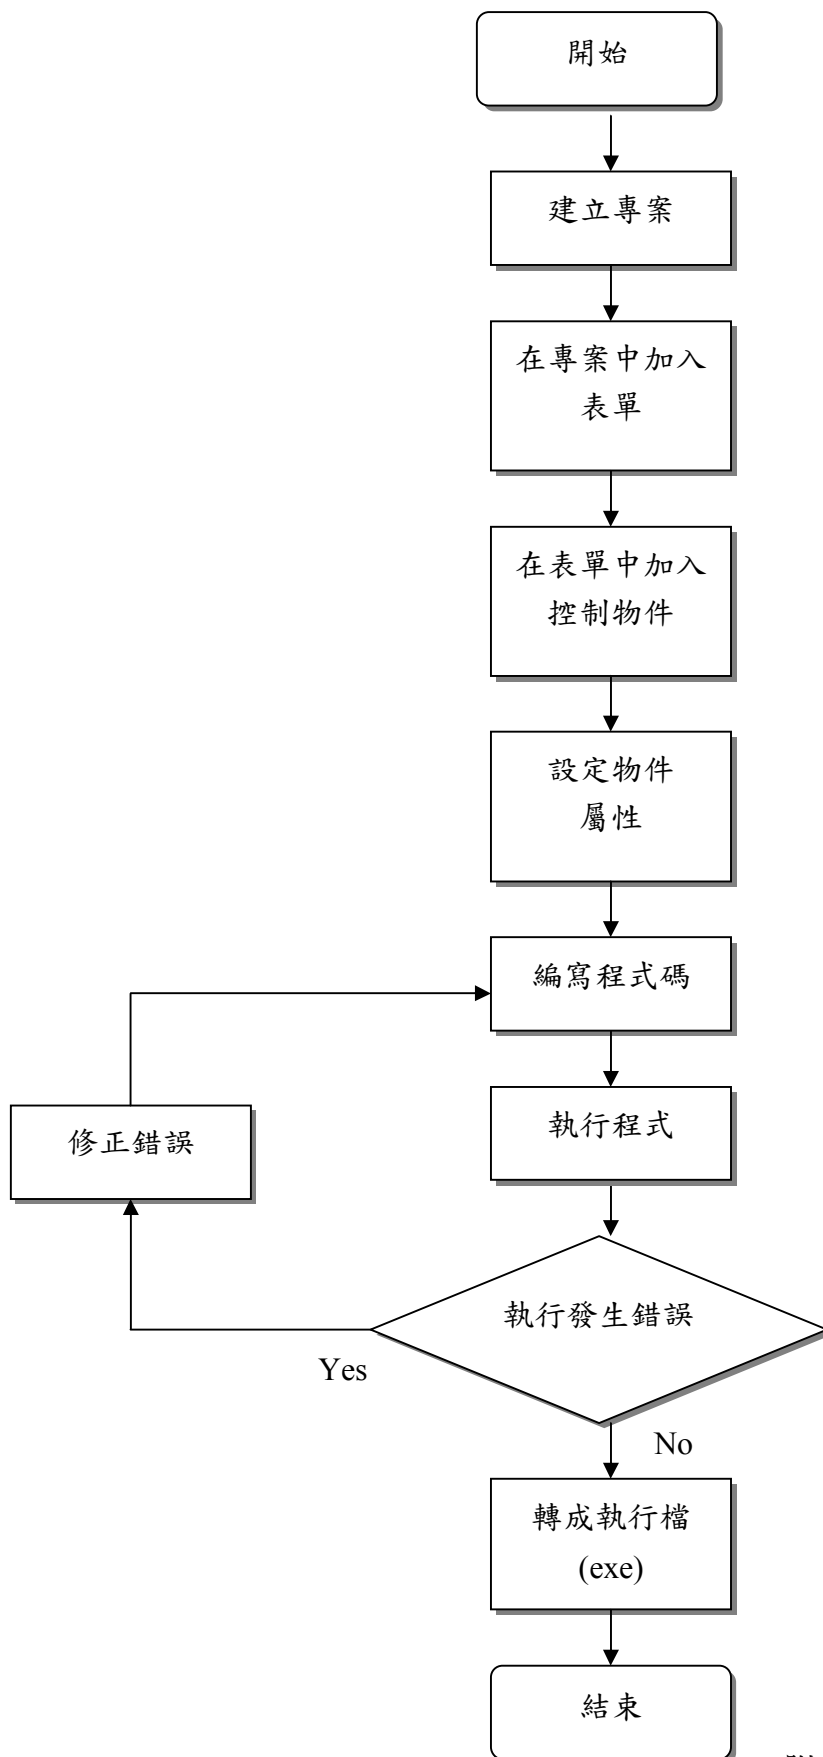 開始
建立專案
在專案中加入
表單
在表單中加入
控制物件
設定物件
屬性
編寫程式碼
執行程式
修正錯誤
執行發生錯誤
Yes
No
轉成執行檔
(exe)
結束